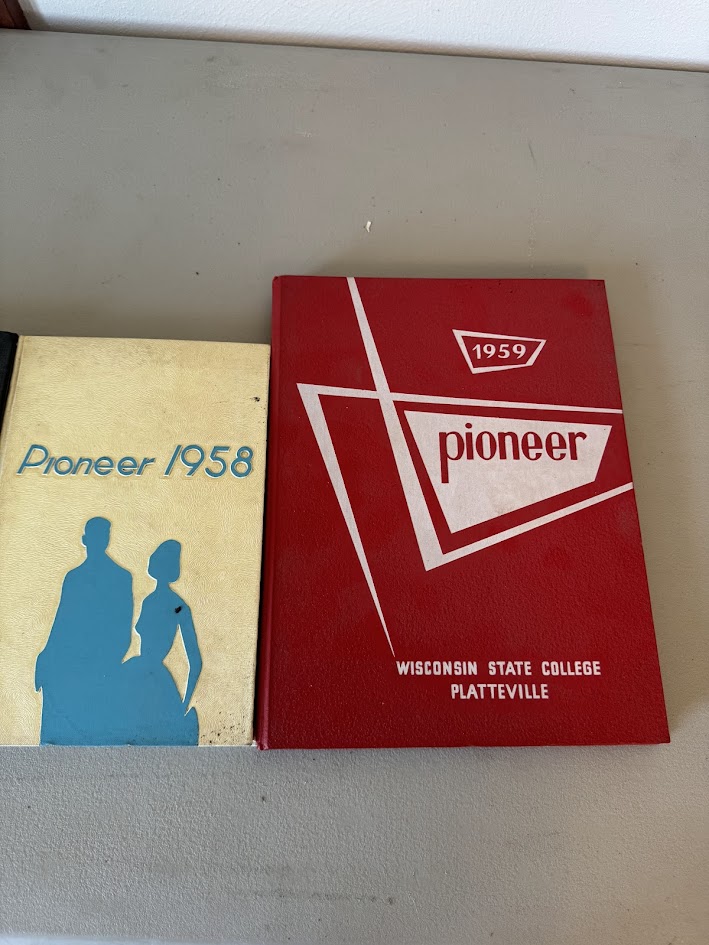 Pioneer 1958
1959
pioneer
WISCONSIN STATE COLLEGE
PLATTEVILLE